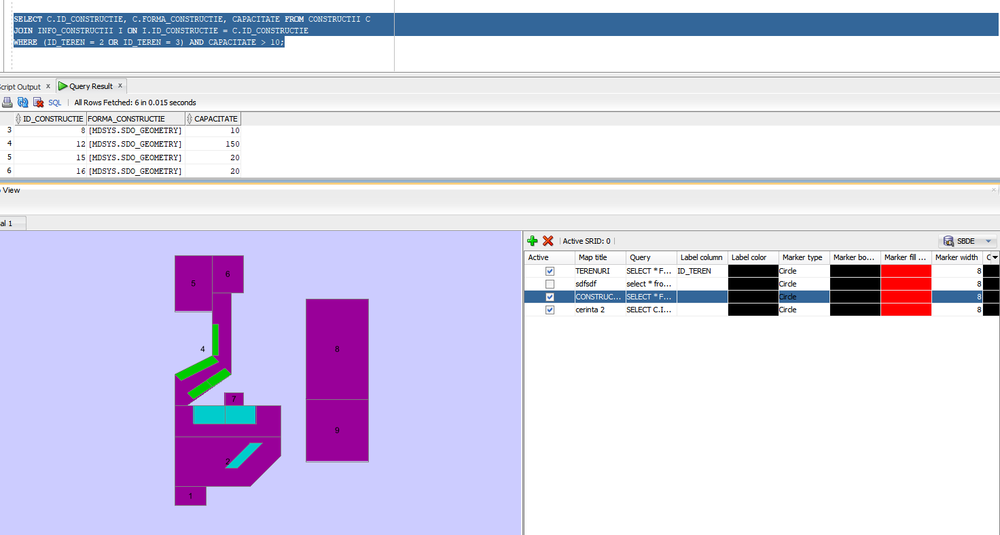 SELECT C.ID_CONSTRUCTIE, C.FORMA_CONSTRUCTIE, CAPACITATE FROM CONSTRUCTII C
JOIN INFO_CONSTRUCTII I ON I.ID_CONSTRUCTIE = C.ID_CONSTRUCTIE
WHERE (ID_TEREN = 2 OR ID_TEREN = 3) AND CAPACITATE > 10;
Script Output x Query Result x
SQL | All Rows Fetched: 6 in 0.015 seconds
ID_CONSTRUCTIE FORMA_CONSTRUCTIE CAPACITATE
3 8 [MDSYS.SDO_GEOMETRY] 10
4 12 [MDSYS.SDO_GEOMETRY] 150
5 15 [MDSYS.SDO_GEOMETRY] 20
6 16 [MDSYS.SDO_GEOMETRY] 20
View
al 1
Active SRID: 0 SBDE
Active Map title Query Label column Label color Marker type Marker bo... Marker fill ... Marker width C
TERENURI SELECT * F... ID_TEREN Circle 8
sdfsdf select * fro... Circle 8
CONSTRUC... SELECT * F... Circle 8
cerinta 2 SELECT C.I... Circle 8
5
6
4
8
7
9
2
1